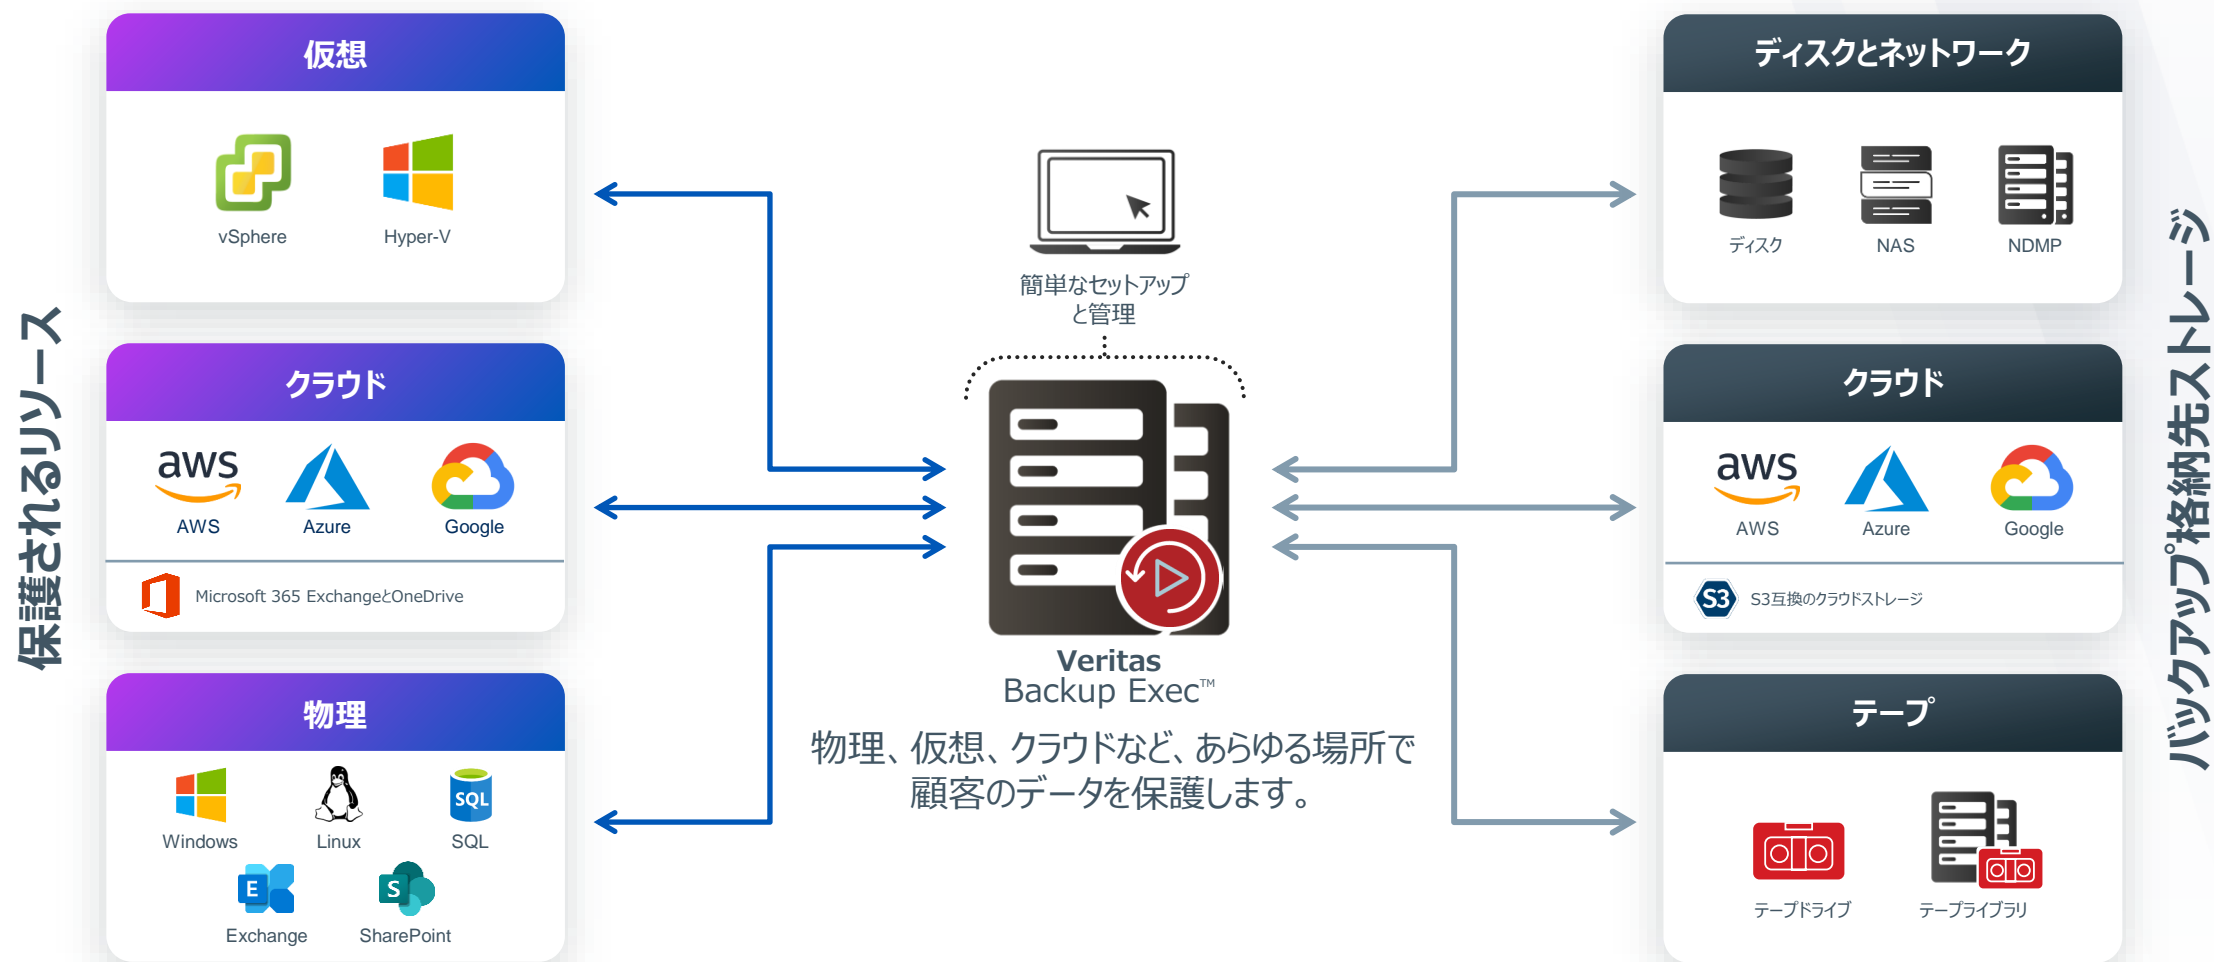 保護されるリソース
仮想
vSphere
Hyper-V
クラウド
aws
AWS
Azure
Google
Microsoft 365 ExchangeとOneDrive
物理
Windows
Linux
SQL
SQL
E
Exchange
S
SharePoint
簡単なセットアップ
と管理
Veritas
Backup Exec™
物理、仮想、クラウドなど、あらゆる場所で
顧客のデータを保護します。
ディスクとネットワーク
ディスク
NAS
NDMP
クラウド
aws
AWS
Azure
Google
S3
S3互換のクラウドストレージ
テープ
テープドライブ
テープライブラリ
バックアップ格納先ストレージ